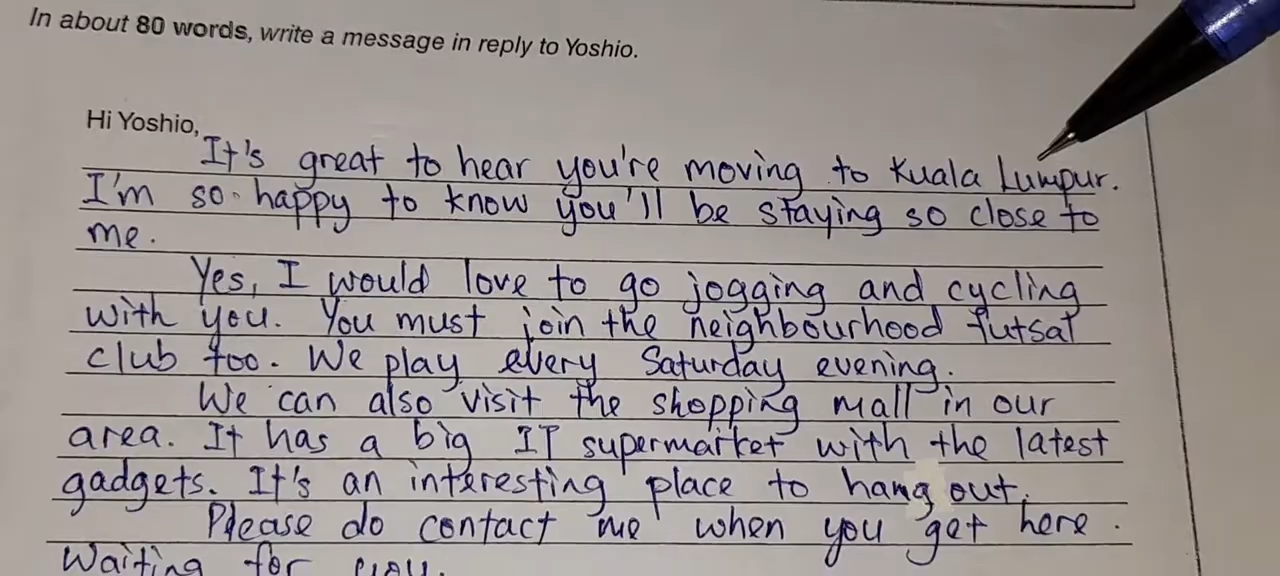 In about 80 words, write a message in reply to Yoshio.
Hi Yoshio,
It's great to hear you're moving to Kuala Lumpur.
I'm so happy to know you'll be staying so close to
me.
Yes, I would love to go jogging and cycling
with you. You must join the neighbourhood futsal
club too. We play every Saturday evening.
We can also visit the shopping mall in our
area. It has a big IT supermarket with the latest
gadgets. It's an interesting place to hang out.
Please do contact me when you get here.
Waiting for you.